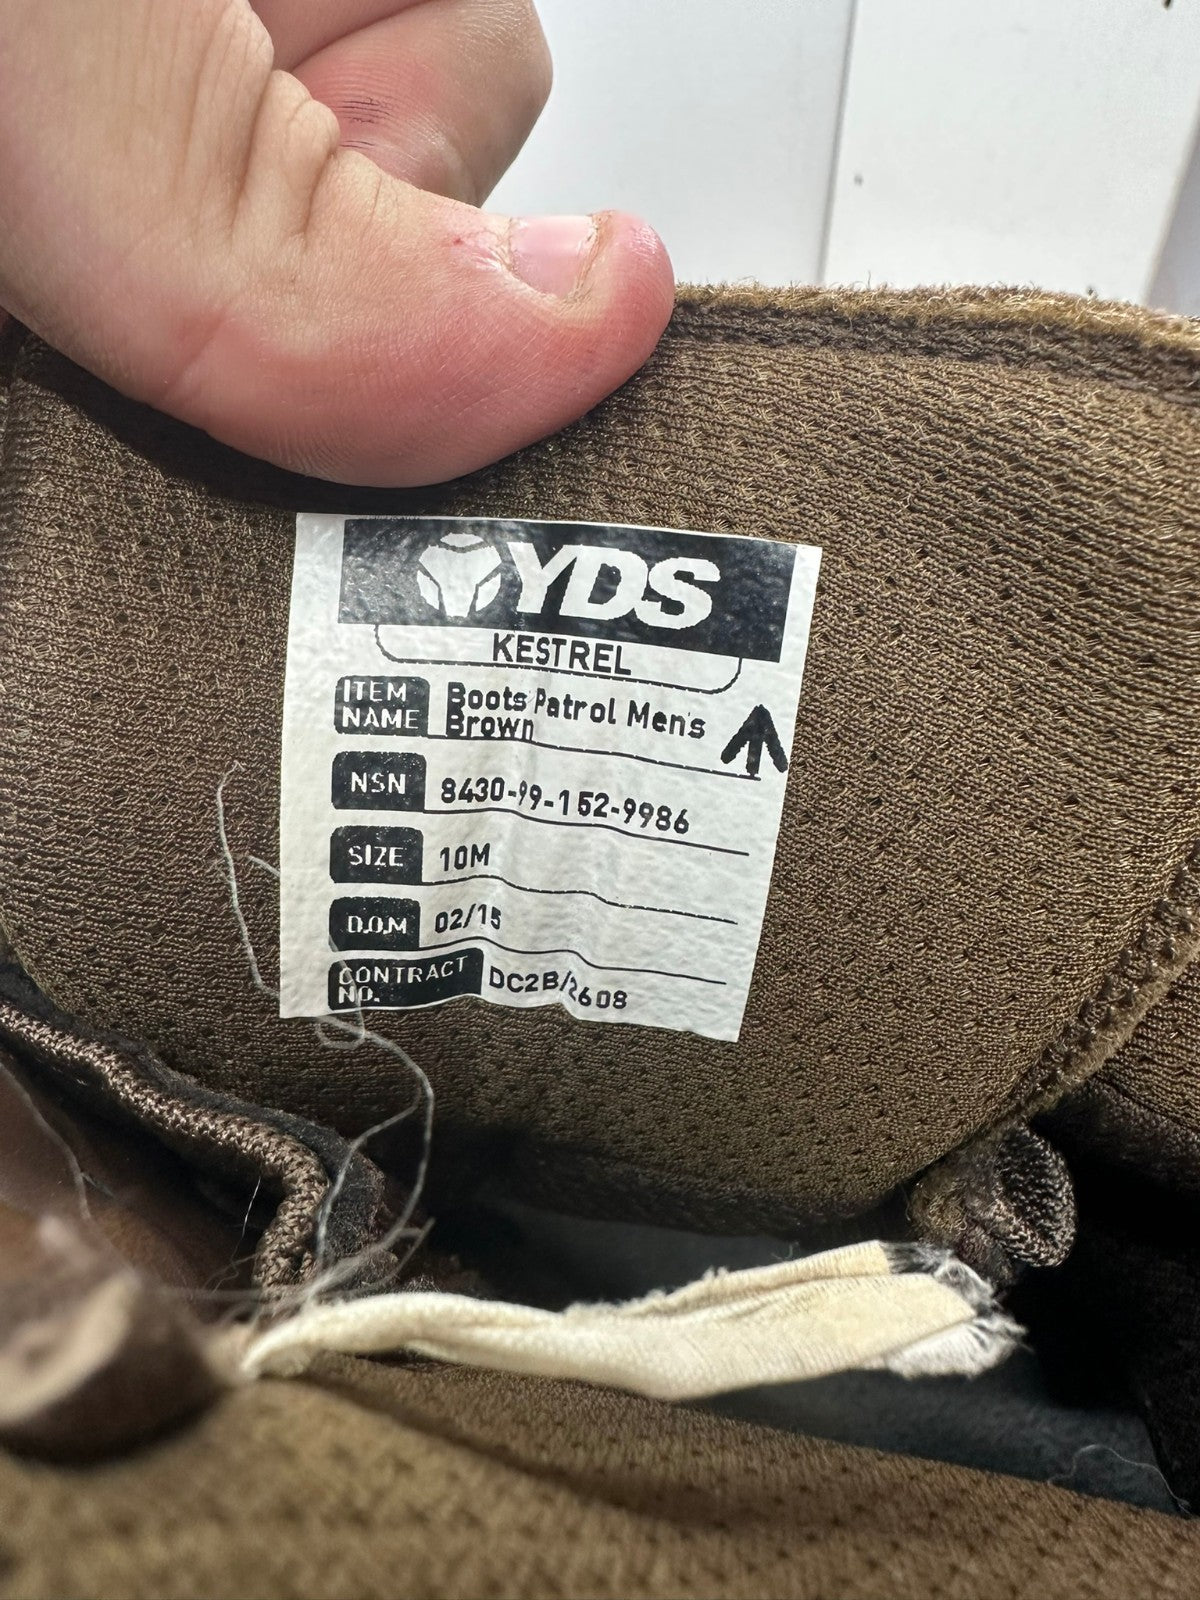 YDS
KESTREL
ITEM NAME Boots Patrol Men's Brown
NSN 8430-99-152-9986
SIZE 10M
D.O.M 02/15
CONTRACT NO. DC2B/2608